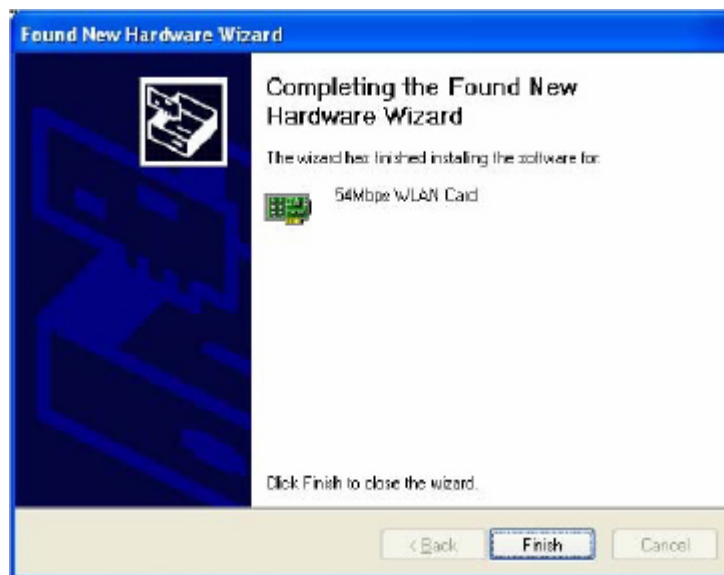 Found New Hardware Wizard
Completing the Found New
Hardware Wizard
The wizard has finished installing the software for:
54Mbps WLAN Card
Click Finish to close the wizard.
< Back
Finish
Cancel